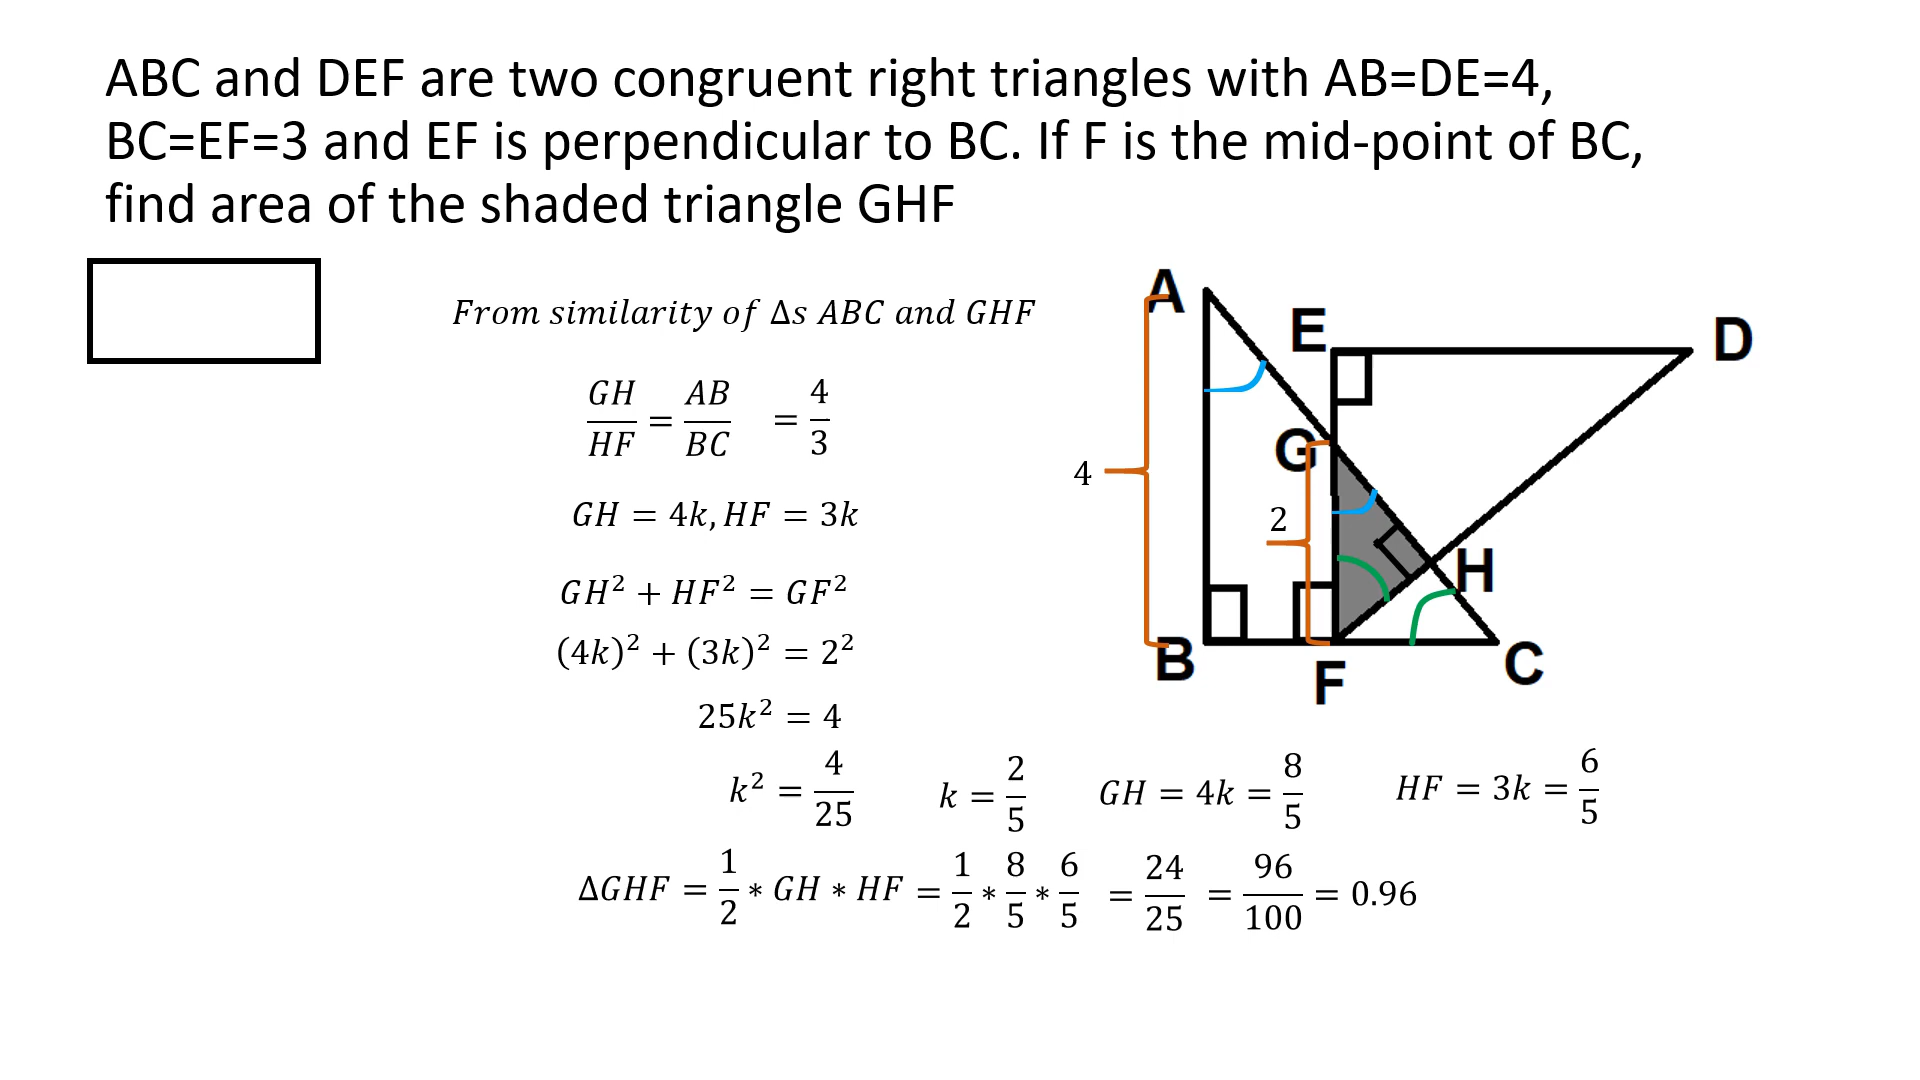 ABC and DEF are two congruent right triangles with AB=DE=4,
BC=EF=3 and EF is perpendicular to BC. If F is the mid-point of BC,
find area of the shaded triangle GHF
From similarity of Δs ABC and GHF
GH/HF = AB/BC = 4/3
GH = 4k, HF = 3k
GH² + HF² = GF²
(4k)² + (3k)² = 2²
25k² = 4
k² = 4/25 k = 2/5 GH = 4k = 8/5 HF = 3k = 6/5
ΔGHF = 1/2 * GH * HF = 1/2 * 8/5 * 6/5 = 24/25 = 96/100 = 0.96
A
E
D
G
4
2
H
B
F
C